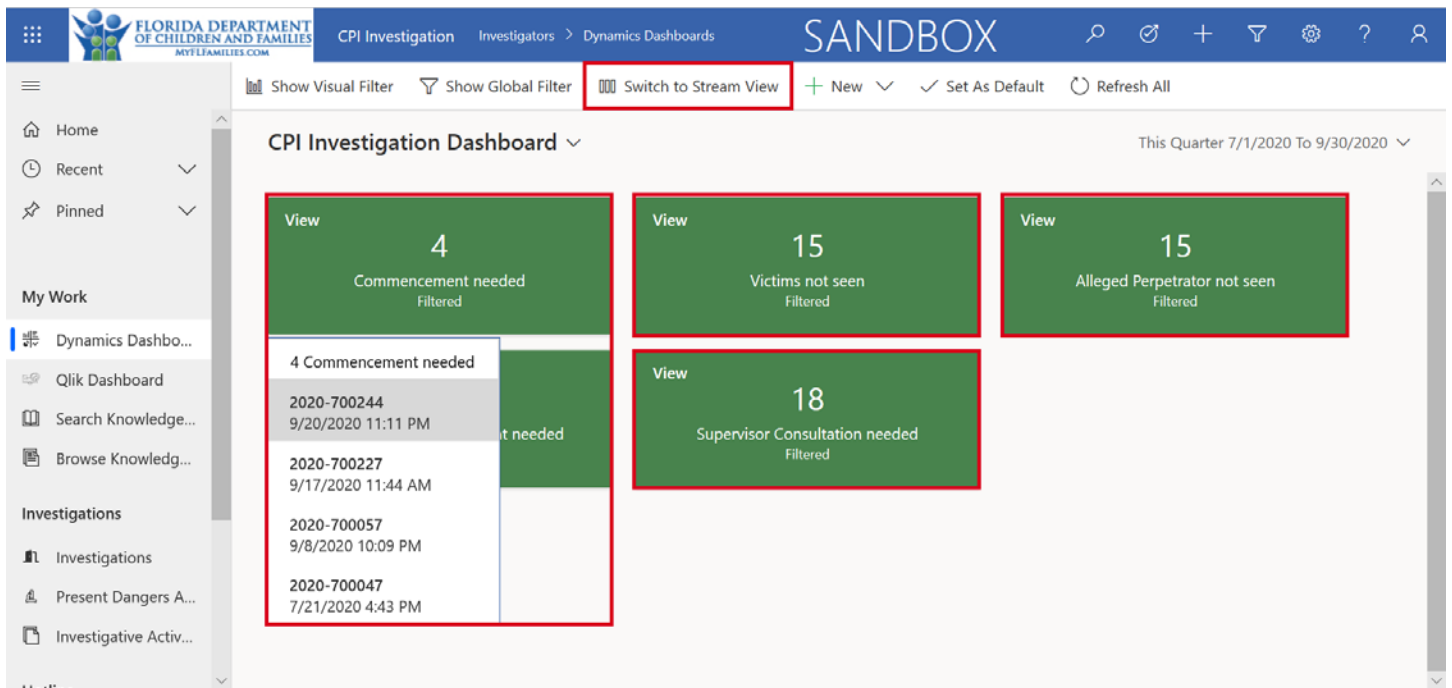 FLORIDA DEPARTMENT
OF CHILDREN AND FAMILIES
MYFLFAMILIES.COM
CPI Investigation
Investigators > Dynamics Dashboards
SANDBOX
Show Visual Filter
Show Global Filter
Switch to Stream View
New
Set As Default
Refresh All
Home
Recent
Pinned
My Work
Dynamics Dashbo...
Qlik Dashboard
Search Knowledge...
Browse Knowledg...
Investigations
Investigations
Present Dangers A...
Investigative Activ...
CPI Investigation Dashboard
This Quarter 7/1/2020 To 9/30/2020
View
4
Commencement needed
Filtered
View
15
Victims not seen
Filtered
View
15
Alleged Perpetrator not seen
Filtered
4 Commencement needed
2020-700244
9/20/2020 11:11 PM
2020-700227
9/17/2020 11:44 AM
2020-700057
9/8/2020 10:09 PM
2020-700047
7/21/2020 4:43 PM
needed
View
18
Supervisor Consultation needed
Filtered